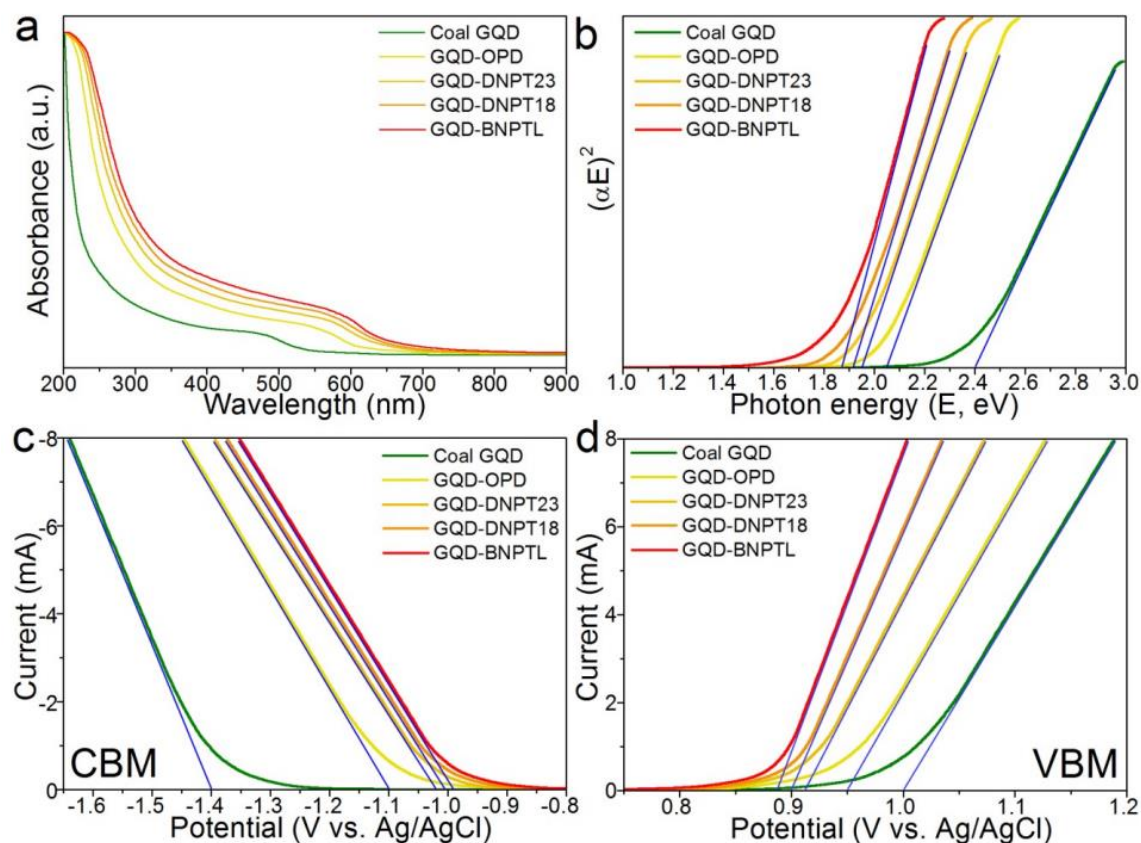 a
Absorbance (a.u.)
Coal GQD
GQD-OPD
GQD-DNPT23
GQD-DNPT18
GQD-BNPTL
200 300 400 500 600 700 800 900
Wavelength (nm)
b
(αE)²
Coal GQD
GQD-OPD
GQD-DNPT23
GQD-DNPT18
GQD-BNPTL
1.0 1.2 1.4 1.6 1.8 2.0 2.2 2.4 2.6 2.8 3.0
Photon energy (E, eV)
c
Current (mA)
-8
-6
-4
-2
0
Coal GQD
GQD-OPD
GQD-DNPT23
GQD-DNPT18
GQD-BNPTL
CBM
-1.6 -1.5 -1.4 -1.3 -1.2 -1.1 -1.0 -0.9 -0.8
Potential (V vs. Ag/AgCl)
d
Current (mA)
8
6
4
2
0
Coal GQD
GQD-OPD
GQD-DNPT23
GQD-DNPT18
GQD-BNPTL
VBM
0.8 0.9 1.0 1.1 1.2
Potential (V vs. Ag/AgCl)